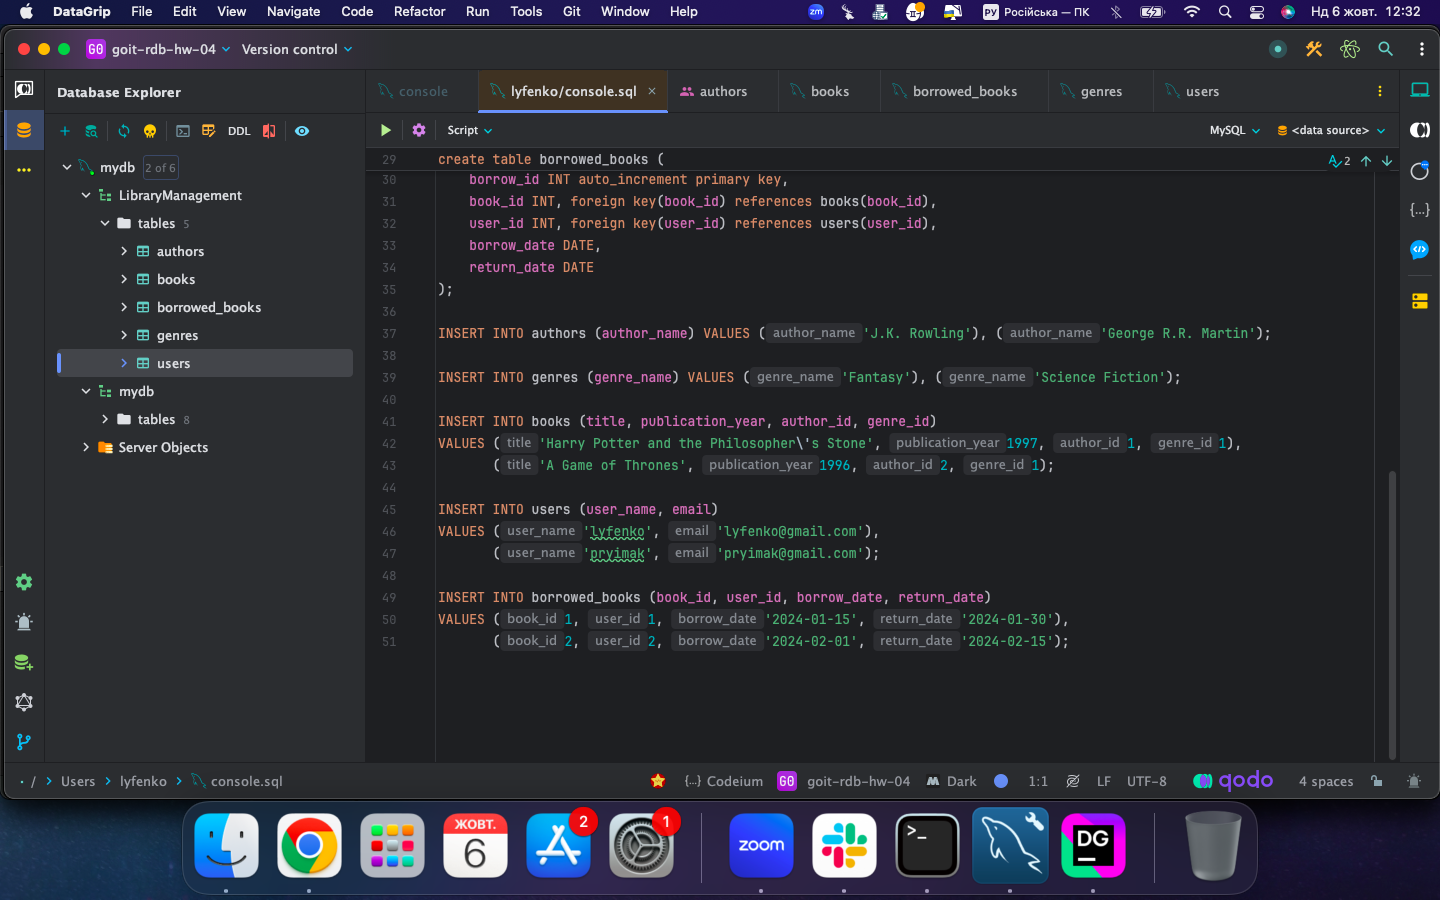 DataGrip File Edit View Navigate Code Refactor Run Tools Git Window Help zm РУ Російська — ПК Нд 6 жовт. 12:32
G0 goit-rdb-hw-04 Version control
Database Explorer
console lyfenko/console.sql × authors books borrowed_books genres users
DDL
Script MySQL <data source>
mydb 2 of 6
LibraryManagement
tables 5
authors
books
borrowed_books
genres
users
mydb
tables 8
Server Objects
29 create table borrowed_books ( 2
30 borrow_id INT auto_increment primary key,
31 book_id INT, foreign key(book_id) references books(book_id),
32 user_id INT, foreign key(user_id) references users(user_id),
33 borrow_date DATE,
34 return_date DATE
35 );
36
37 INSERT INTO authors (author_name) VALUES ( author_name 'J.K. Rowling'), ( author_name 'George R.R. Martin');
38
39 INSERT INTO genres (genre_name) VALUES ( genre_name 'Fantasy'), ( genre_name 'Science Fiction');
40
41 INSERT INTO books (title, publication_year, author_id, genre_id)
42 VALUES ( title 'Harry Potter and the Philosopher\'s Stone', publication_year 1997, author_id 1, genre_id 1),
43 ( title 'A Game of Thrones', publication_year 1996, author_id 2, genre_id 1);
44
45 INSERT INTO users (user_name, email)
46 VALUES ( user_name 'lyfenko', email 'lyfenko@gmail.com'),
47 ( user_name 'pryimak', email 'pryimak@gmail.com');
48
49 INSERT INTO borrowed_books (book_id, user_id, borrow_date, return_date)
50 VALUES ( book_id 1, user_id 1, borrow_date '2024-01-15', return_date '2024-01-30'),
51 ( book_id 2, user_id 2, borrow_date '2024-02-01', return_date '2024-02-15');
{...}
/ Users lyfenko console.sql {...} Codeium G0 goit-rdb-hw-04 Dark 1:1 LF UTF-8 qodo 4 spaces
ЖОВТ. 6 2 1 zoom >_ DG